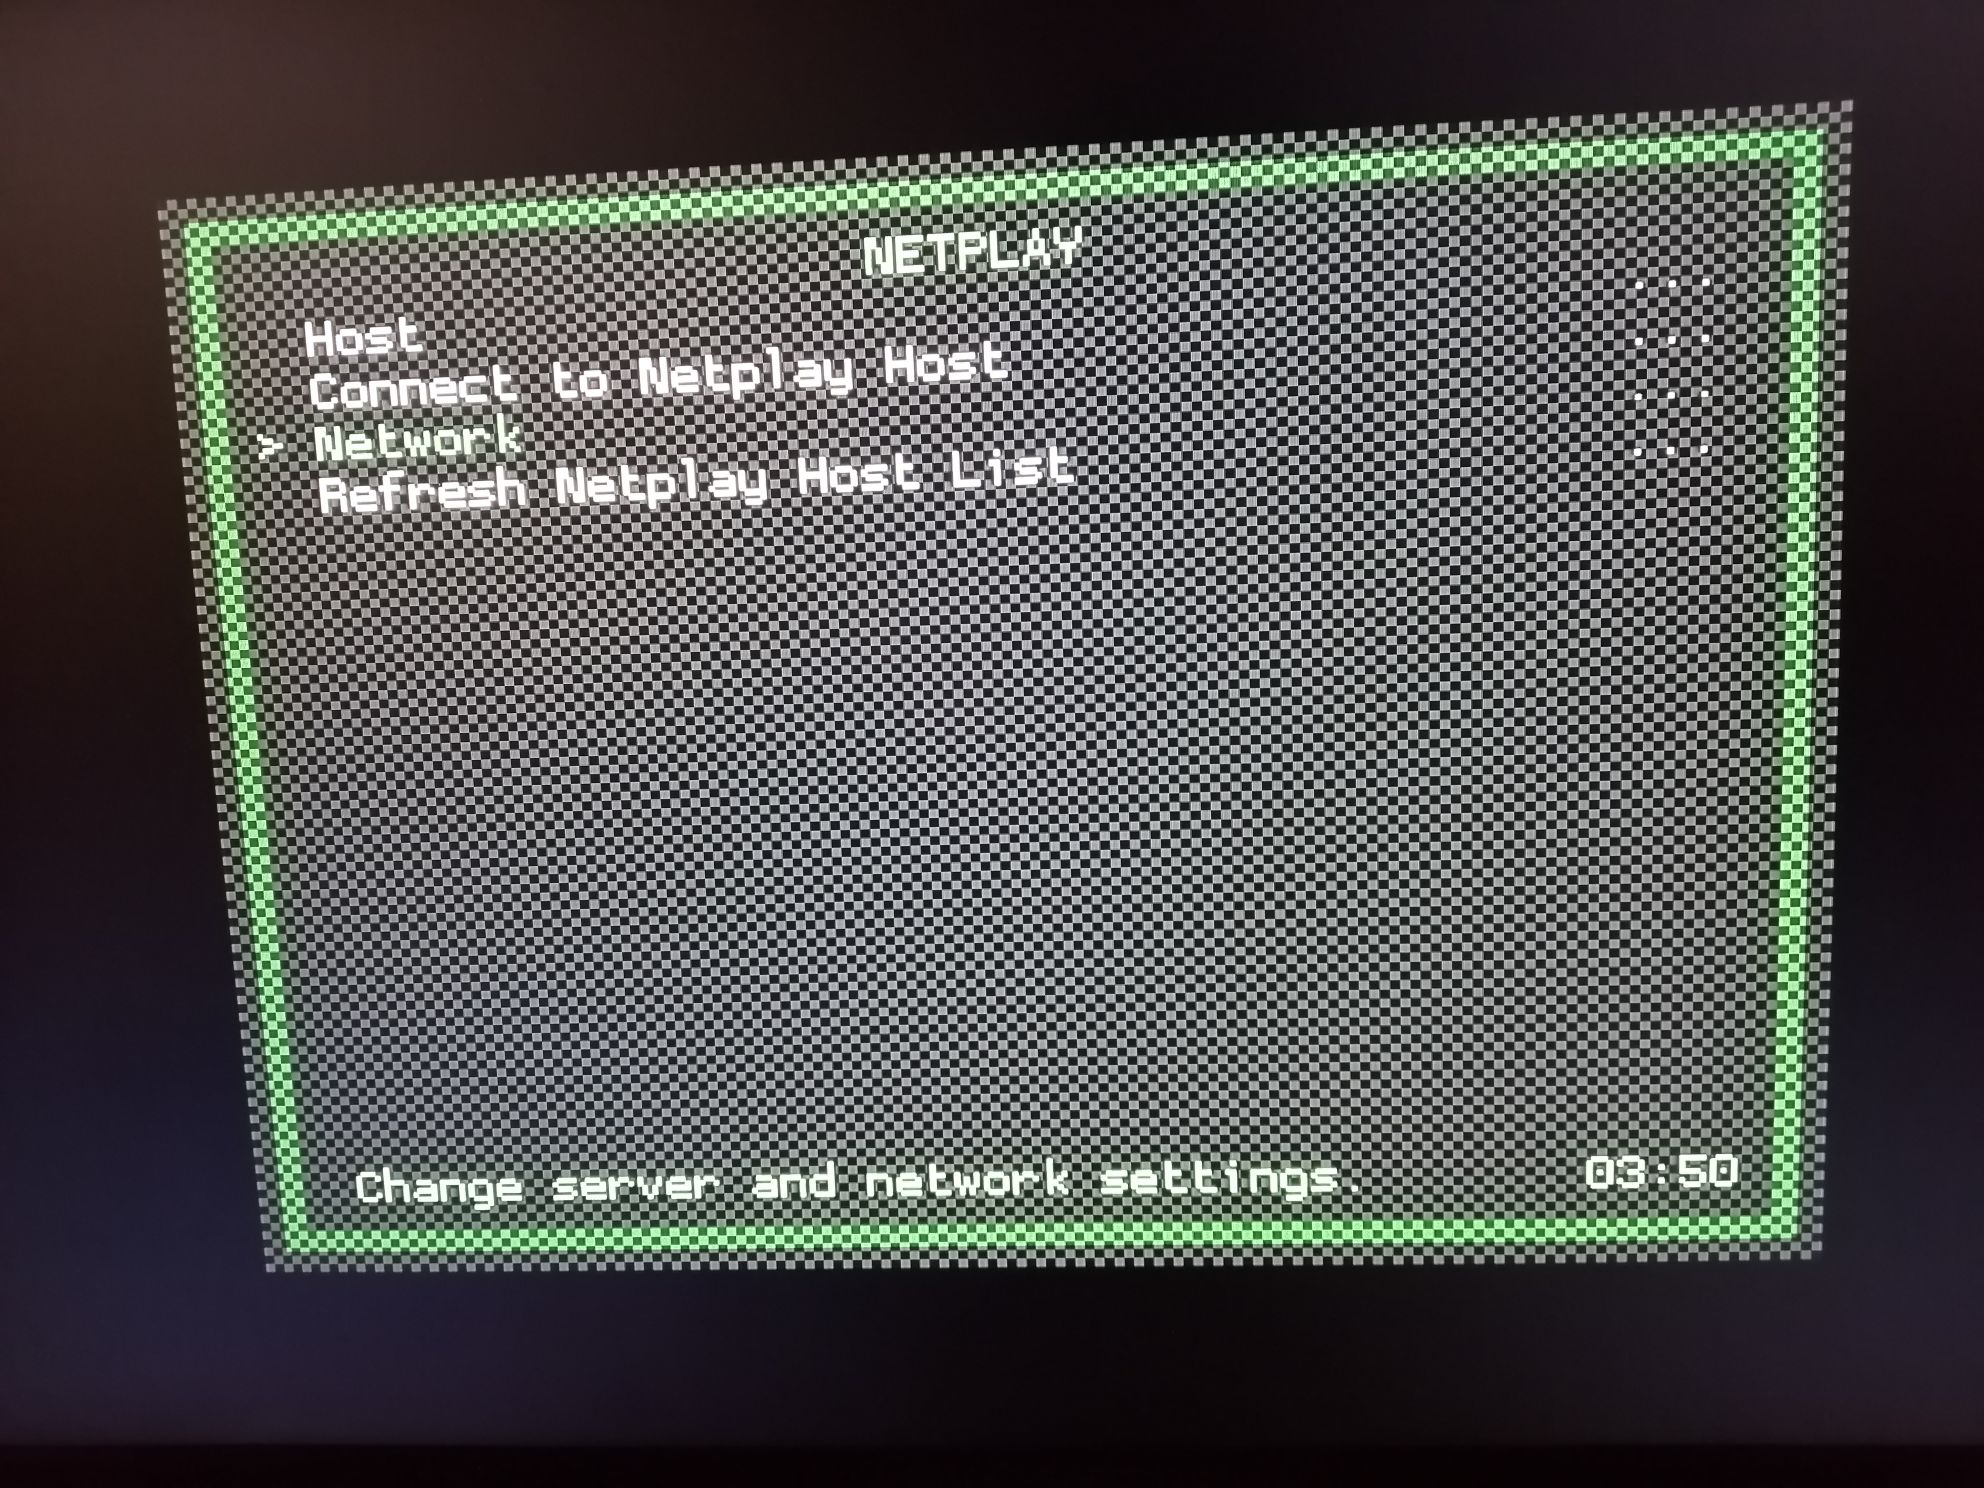 NETPLAY
Host ...
Connect to Netplay Host ...
> Network ...
Refresh Netplay Host List ...
Change server and network settings. 03:50